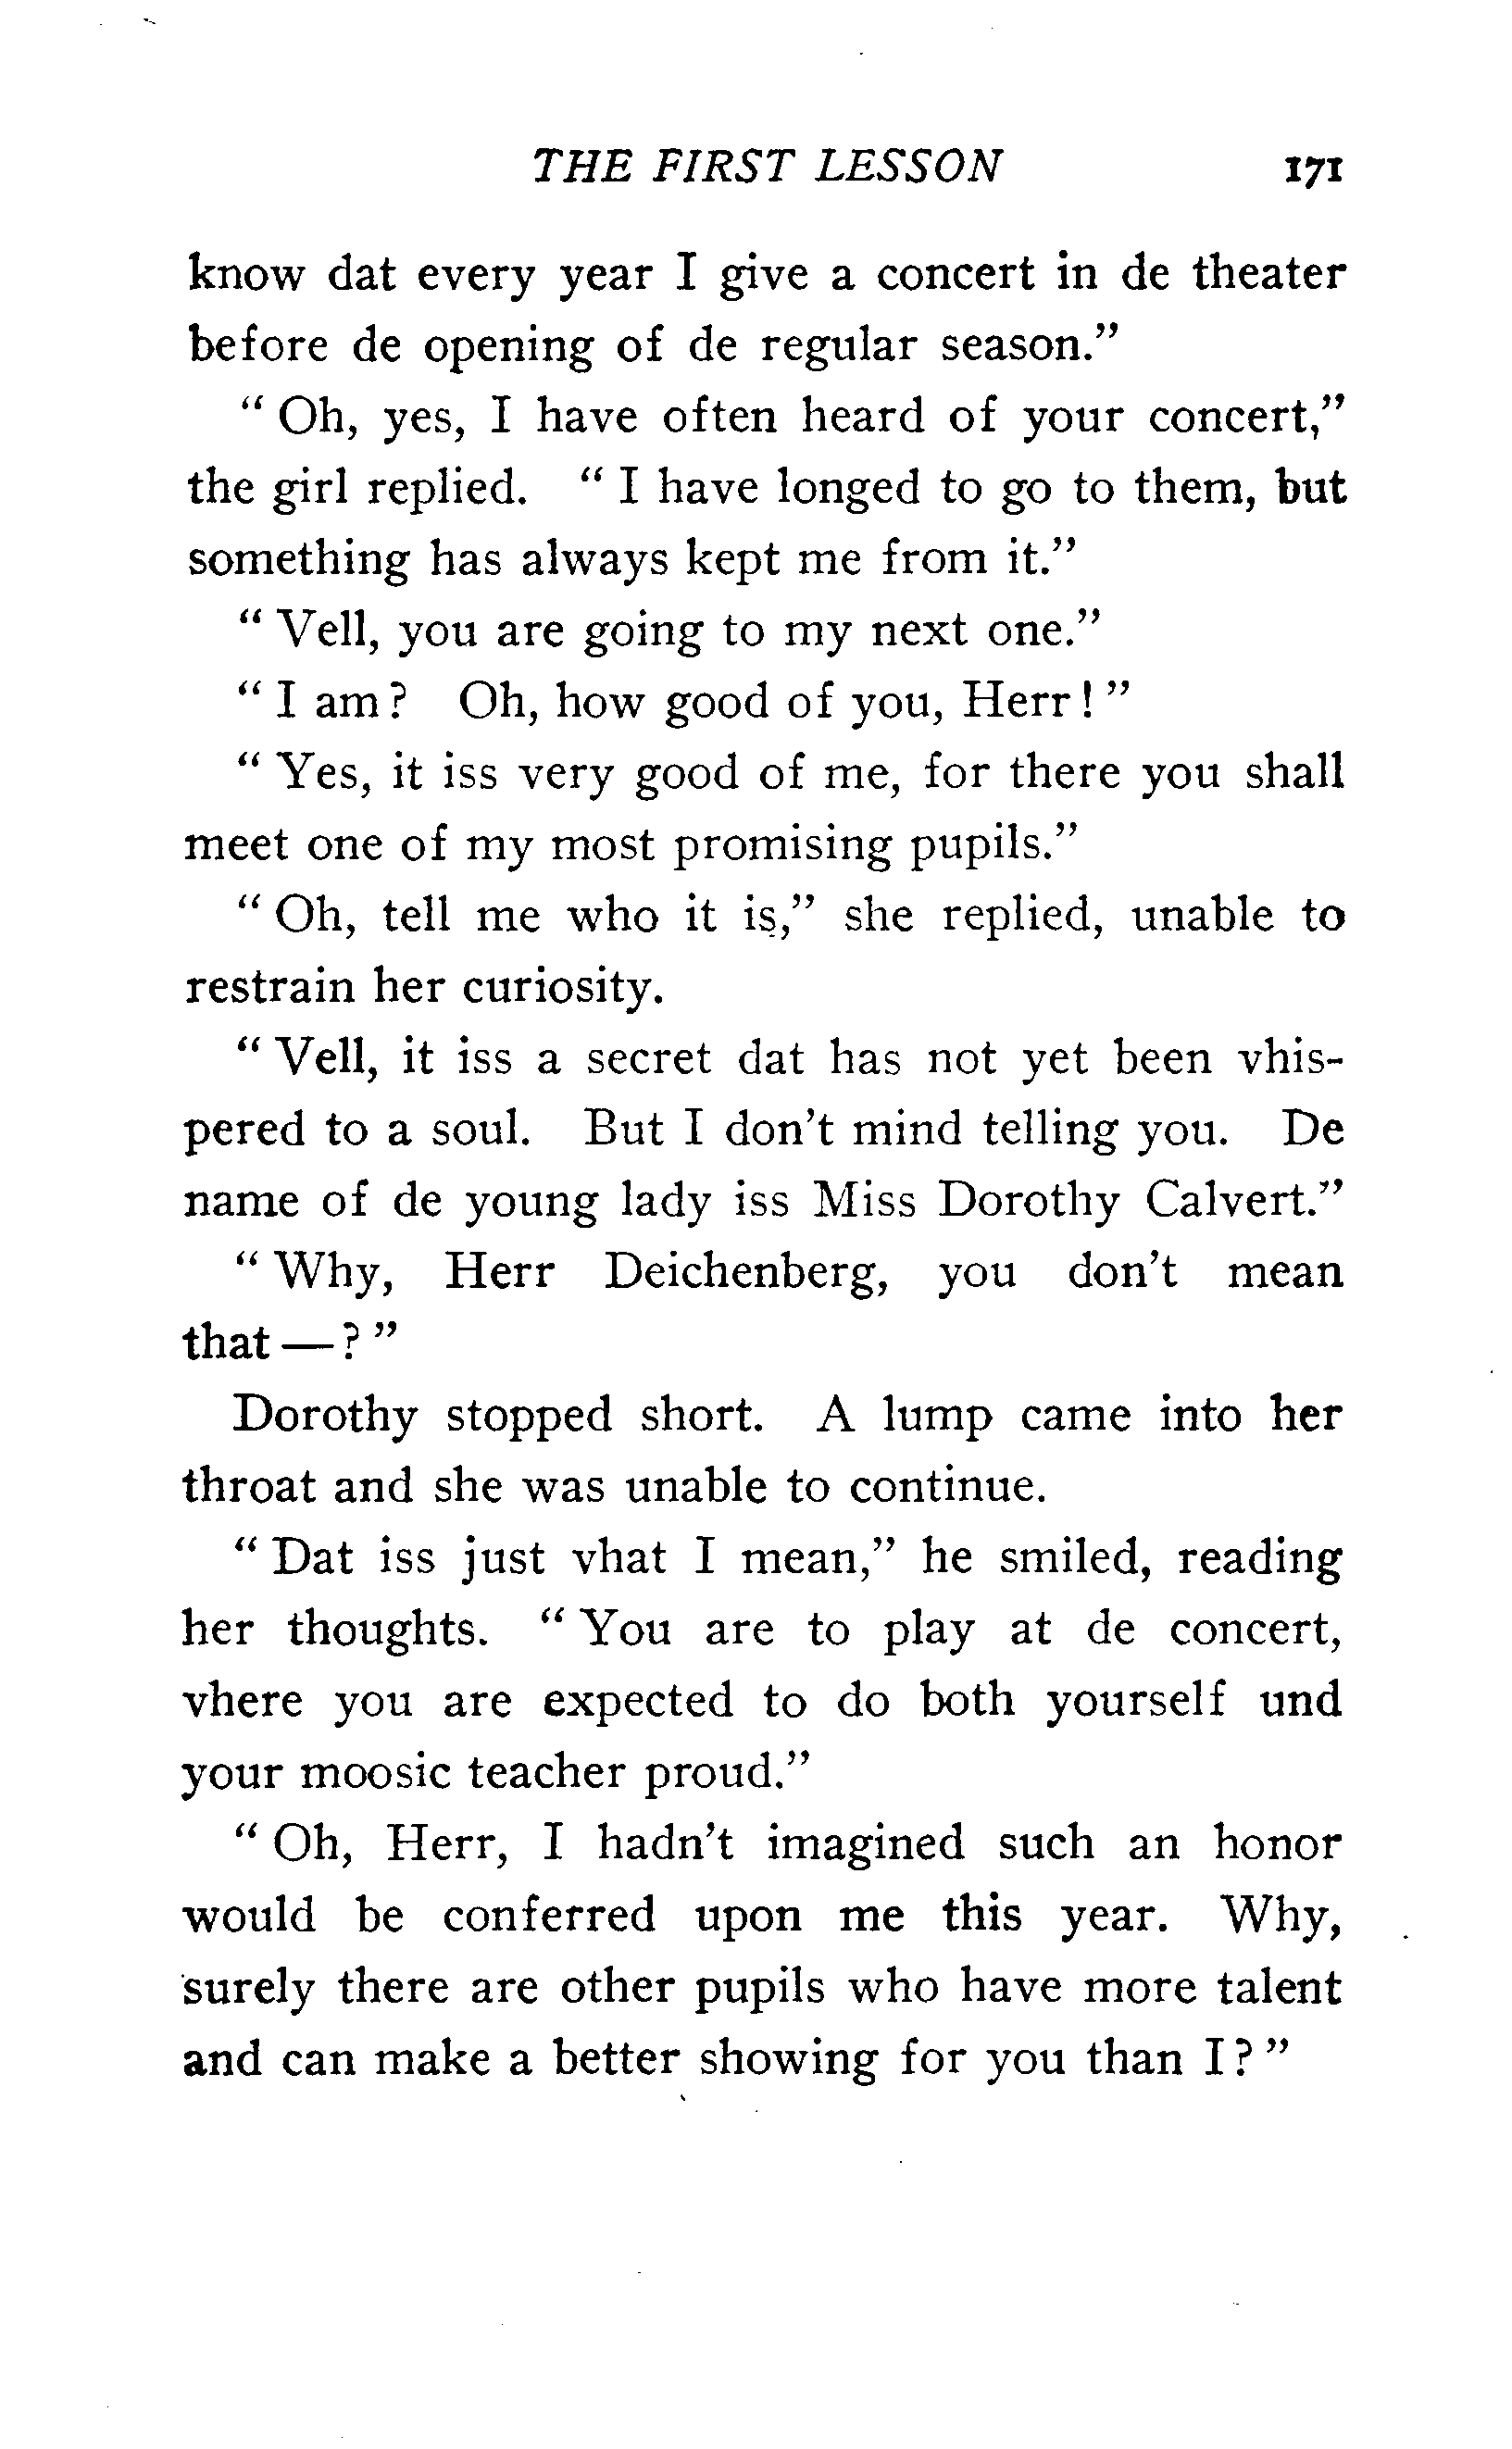 THE FIRST LESSON 171
know dat every year I give a concert in de theater
before de opening of de regular season."
" Oh, yes, I have often heard of your concert,"
the girl replied. " I have longed to go to them, but
something has always kept me from it."
" Vell, you are going to my next one."
" I am? Oh, how good of you, Herr! "
" Yes, it iss very good of me, for there you shall
meet one of my most promising pupils."
" Oh, tell me who it is," she replied, unable to
restrain her curiosity.
" Vell, it iss a secret dat has not yet been vhis-
pered to a soul. But I don't mind telling you. De
name of de young lady iss Miss Dorothy Calvert."
" Why, Herr Deichenberg, you don't mean
that — ? "
Dorothy stopped short. A lump came into her
throat and she was unable to continue.
" Dat iss just vhat I mean," he smiled, reading
her thoughts. " You are to play at de concert,
vhere you are expected to do both yourself und
your moosic teacher proud."
" Oh, Herr, I hadn't imagined such an honor
would be conferred upon me this year. Why,
surely there are other pupils who have more talent
and can make a better showing for you than I? "